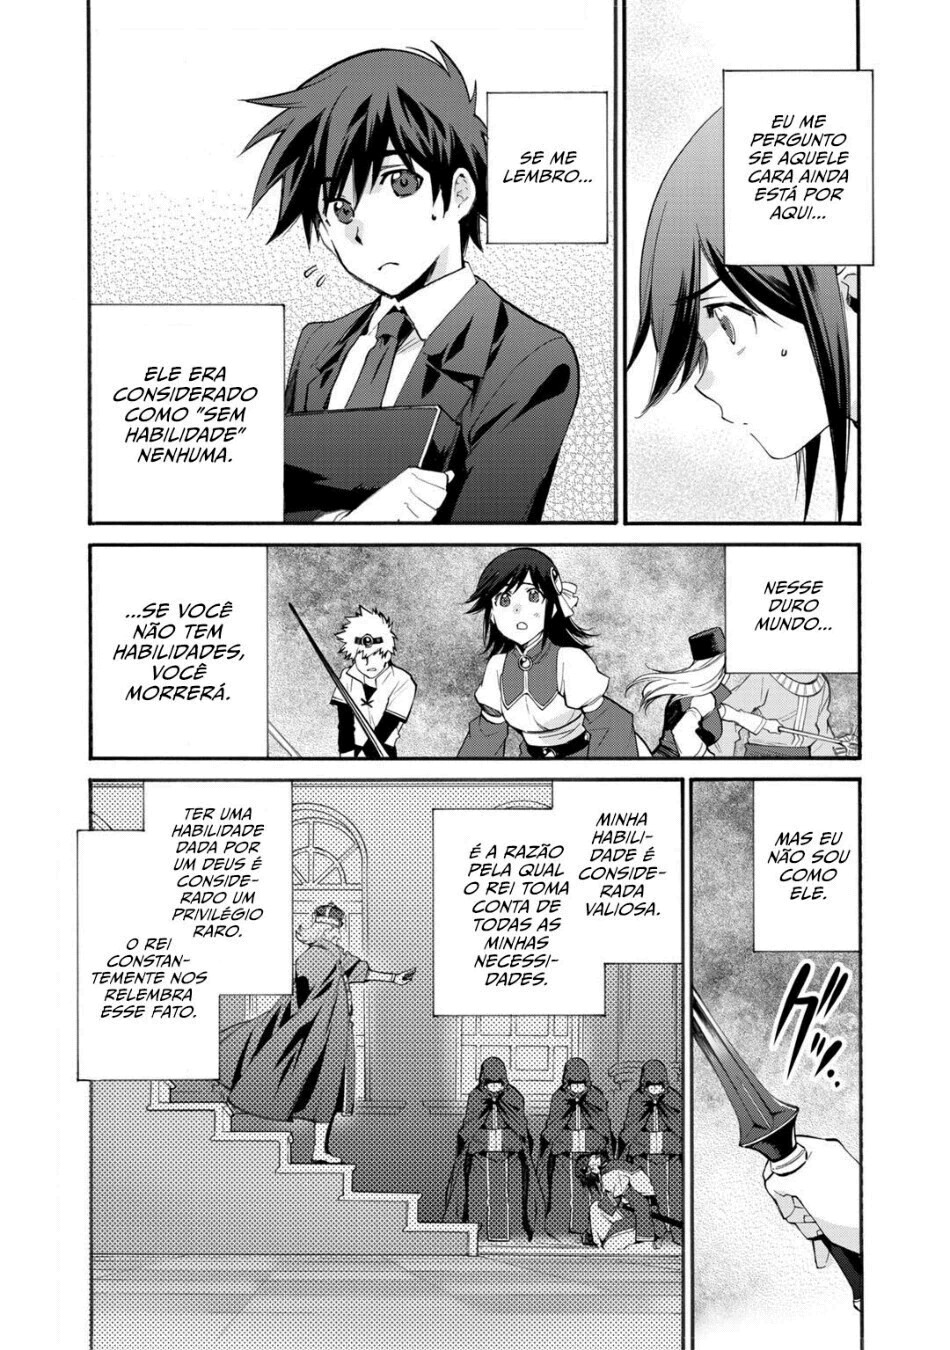 EU ME
PERGUNTO
SE AQUELE
CARA AINDA
ESTÁ POR
AQUI...
SE ME
LEMBRO...
ELE ERA
CONSIDERADO
COMO "SEM
HABILIDADE"
NENHUMA.
NESSE
DURO
MUNDO...
...SE VOCÊ
NÃO TEM
HABILIDADES,
VOCÊ
MORRERÁ.
MAS EU
NÃO SOU
COMO
ELE.
グッ..
MINHA
HABILI-
DADE É
CONSIDE-
RADA
VALIOSA.
É A RAZÃO
PELA QUAL
O REI TOMA
CONTA DE
TODAS AS
MINHAS
NECESSI-
DADES.
TER UMA
HABILIDADE
DADA POR
UM DEUS É
CONSIDE-
RADO UM
PRIVILÉGIO
RARO.
O REI
CONSTAN-
TEMENTE NOS
RELEMBRA
ESSE FATO.